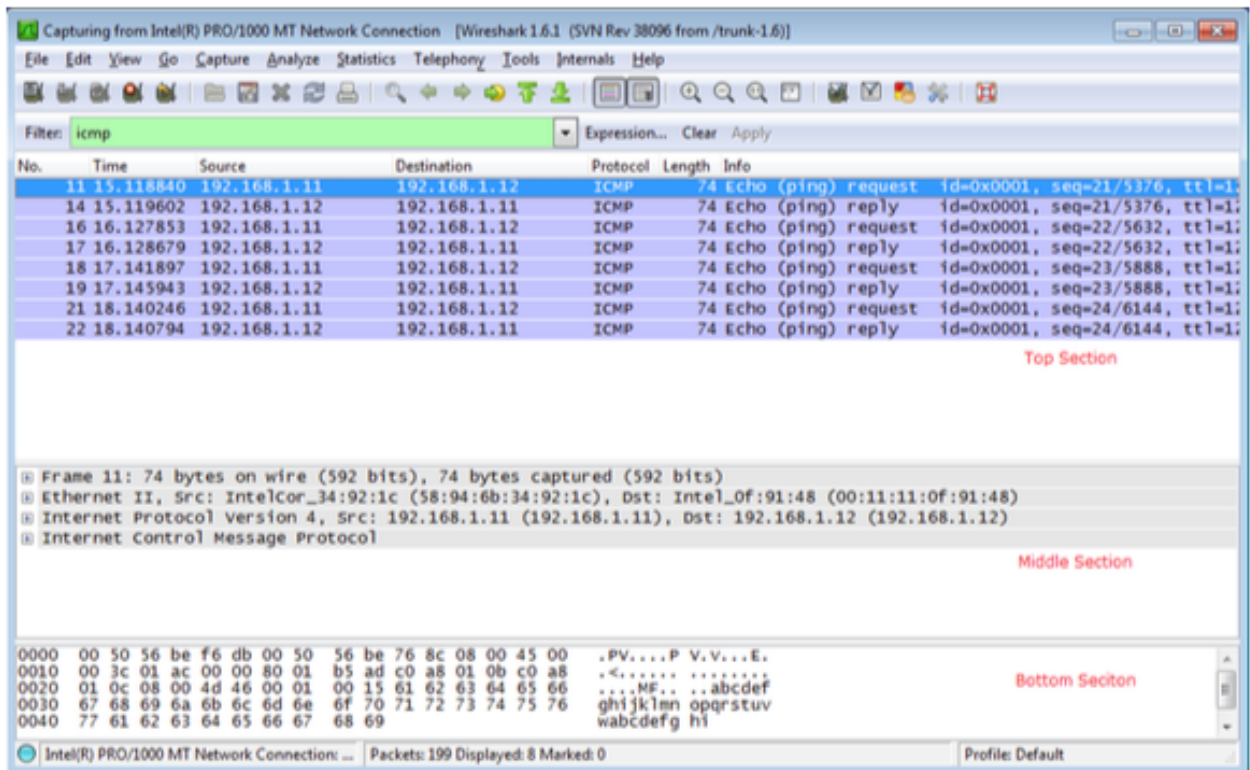 Capturing from Intel(R) PRO/1000 MT Network Connection [Wireshark 1.6.1 (SVN Rev 38096 from /trunk-1.6)]
File Edit View Go Capture Analyze Statistics Telephony Tools Internals Help
Filter: icmp Expression... Clear Apply
No. Time Source Destination Protocol Length Info
11 15.118840 192.168.1.11 192.168.1.12 ICMP 74 Echo (ping) request id=0x0001, seq=21/5376, ttl=12
14 15.119602 192.168.1.12 192.168.1.11 ICMP 74 Echo (ping) reply id=0x0001, seq=21/5376, ttl=12
16 16.127853 192.168.1.11 192.168.1.12 ICMP 74 Echo (ping) request id=0x0001, seq=22/5632, ttl=12
17 16.128679 192.168.1.12 192.168.1.11 ICMP 74 Echo (ping) reply id=0x0001, seq=22/5632, ttl=12
18 17.141897 192.168.1.11 192.168.1.12 ICMP 74 Echo (ping) request id=0x0001, seq=23/5888, ttl=12
19 17.145943 192.168.1.12 192.168.1.11 ICMP 74 Echo (ping) reply id=0x0001, seq=23/5888, ttl=12
21 18.140246 192.168.1.11 192.168.1.12 ICMP 74 Echo (ping) request id=0x0001, seq=24/6144, ttl=12
22 18.140794 192.168.1.12 192.168.1.11 ICMP 74 Echo (ping) reply id=0x0001, seq=24/6144, ttl=12
Top Section
Frame 11: 74 bytes on wire (592 bits), 74 bytes captured (592 bits)
Ethernet II, Src: IntelCor_34:92:1c (58:94:6b:34:92:1c), Dst: Intel_0f:91:48 (00:11:11:0f:91:48)
Internet Protocol Version 4, Src: 192.168.1.11 (192.168.1.11), Dst: 192.168.1.12 (192.168.1.12)
Internet Control Message Protocol
Middle Section
0000 00 50 56 be f6 db 00 50 56 be 76 8c 08 00 45 00 .PV....P V.v...E.
0010 00 3c 01 ac 00 00 80 01 b5 ad c0 a8 01 0b c0 a8 .<...... ........
0020 01 0c 08 00 4d 46 00 01 00 15 61 62 63 64 65 66 ....MF.. ..abcdef
0030 67 68 69 6a 6b 6c 6d 6e 6f 70 71 72 73 74 75 76 ghijklmn opqrstuv
0040 77 61 62 63 64 65 66 67 68 69 wabcdefg hi
Bottom Seciton
Intel(R) PRO/1000 MT Network Connection: ... Packets: 199 Displayed: 8 Marked: 0 Profile: Default